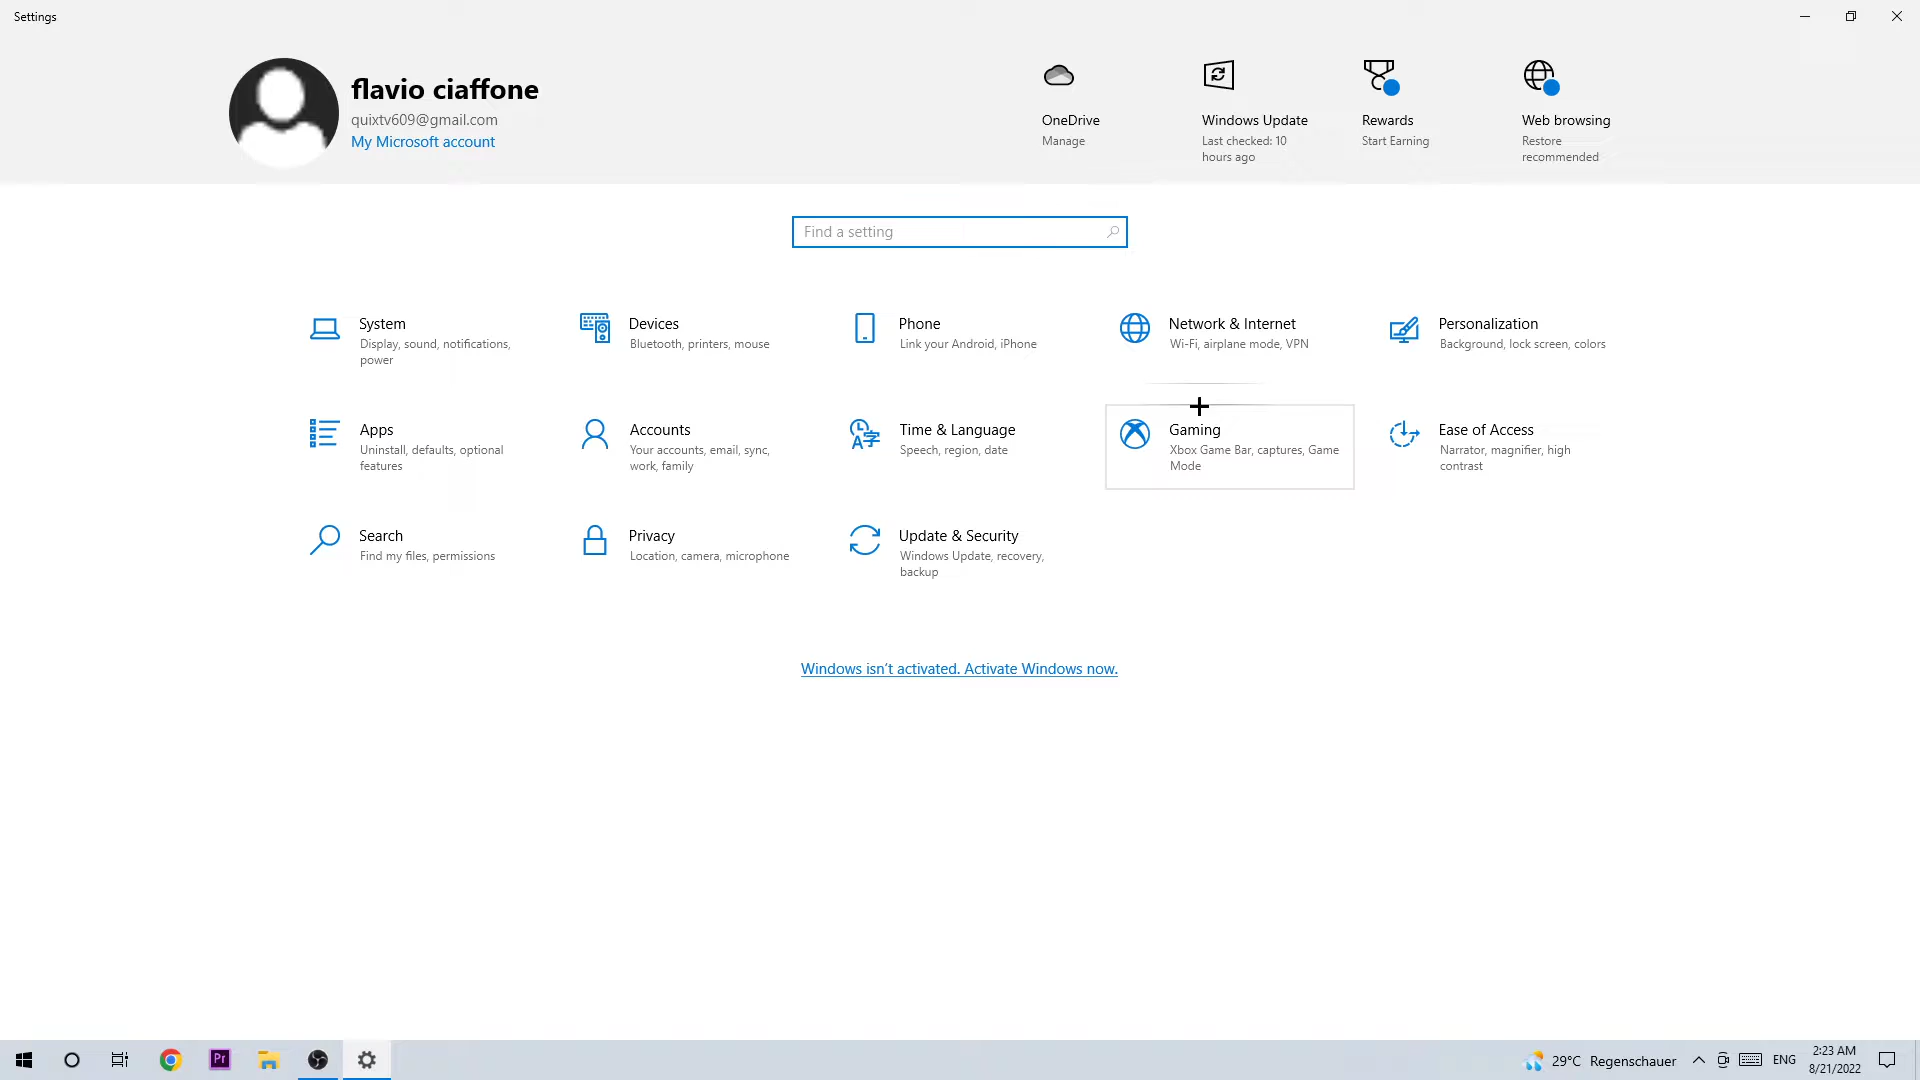 Settings
flavio ciaffone
quixtv609@gmail.com
My Microsoft account
OneDrive
Manage
Windows Update
Last checked: 10
hours ago
Rewards
Start Earning
Web browsing
Restore
recommended
Find a setting
System
Display, sound, notifications,
power
Devices
Bluetooth, printers, mouse
Phone
Link your Android, iPhone
Network & Internet
Wi-Fi, airplane mode, VPN
Personalization
Background, lock screen, colors
Apps
Uninstall, defaults, optional
features
Accounts
Your accounts, email, sync,
work, family
Time & Language
Speech, region, date
Gaming
Xbox Game Bar, captures, Game
Mode
Ease of Access
Narrator, magnifier, high
contrast
Search
Find my files, permissions
Privacy
Location, camera, microphone
Update & Security
Windows Update, recovery,
backup
Windows isn't activated. Activate Windows now.
Pr
29°C Regenschauer
ENG
2:23 AM
8/21/2022